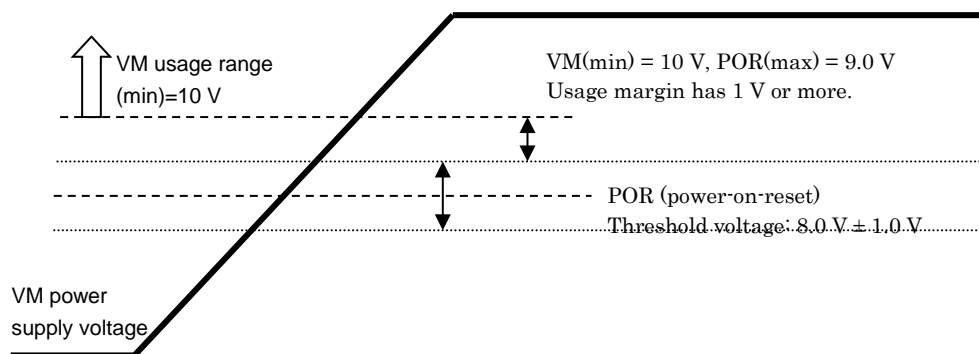 VM usage range
(min)=10 V
VM(min) = 10 V, POR(max) = 9.0 V
Usage margin has 1 V or more.
POR (power-on-reset)
Threshold voltage: 8.0 V ± 1.0 V
VM power
supply voltage